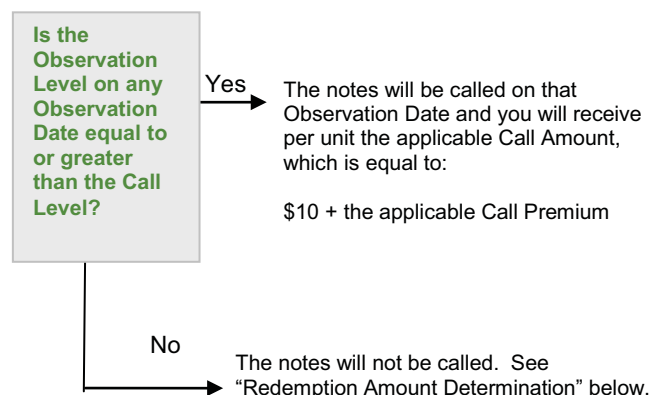 Is the
Observation
Level on any
Observation
Date equal to
or greater
than the Call
Level?
Yes
The notes will be called on that
Observation Date and you will receive
per unit the applicable Call Amount,
which is equal to:
$10 + the applicable Call Premium
No
The notes will not be called. See
“Redemption Amount Determination” below.